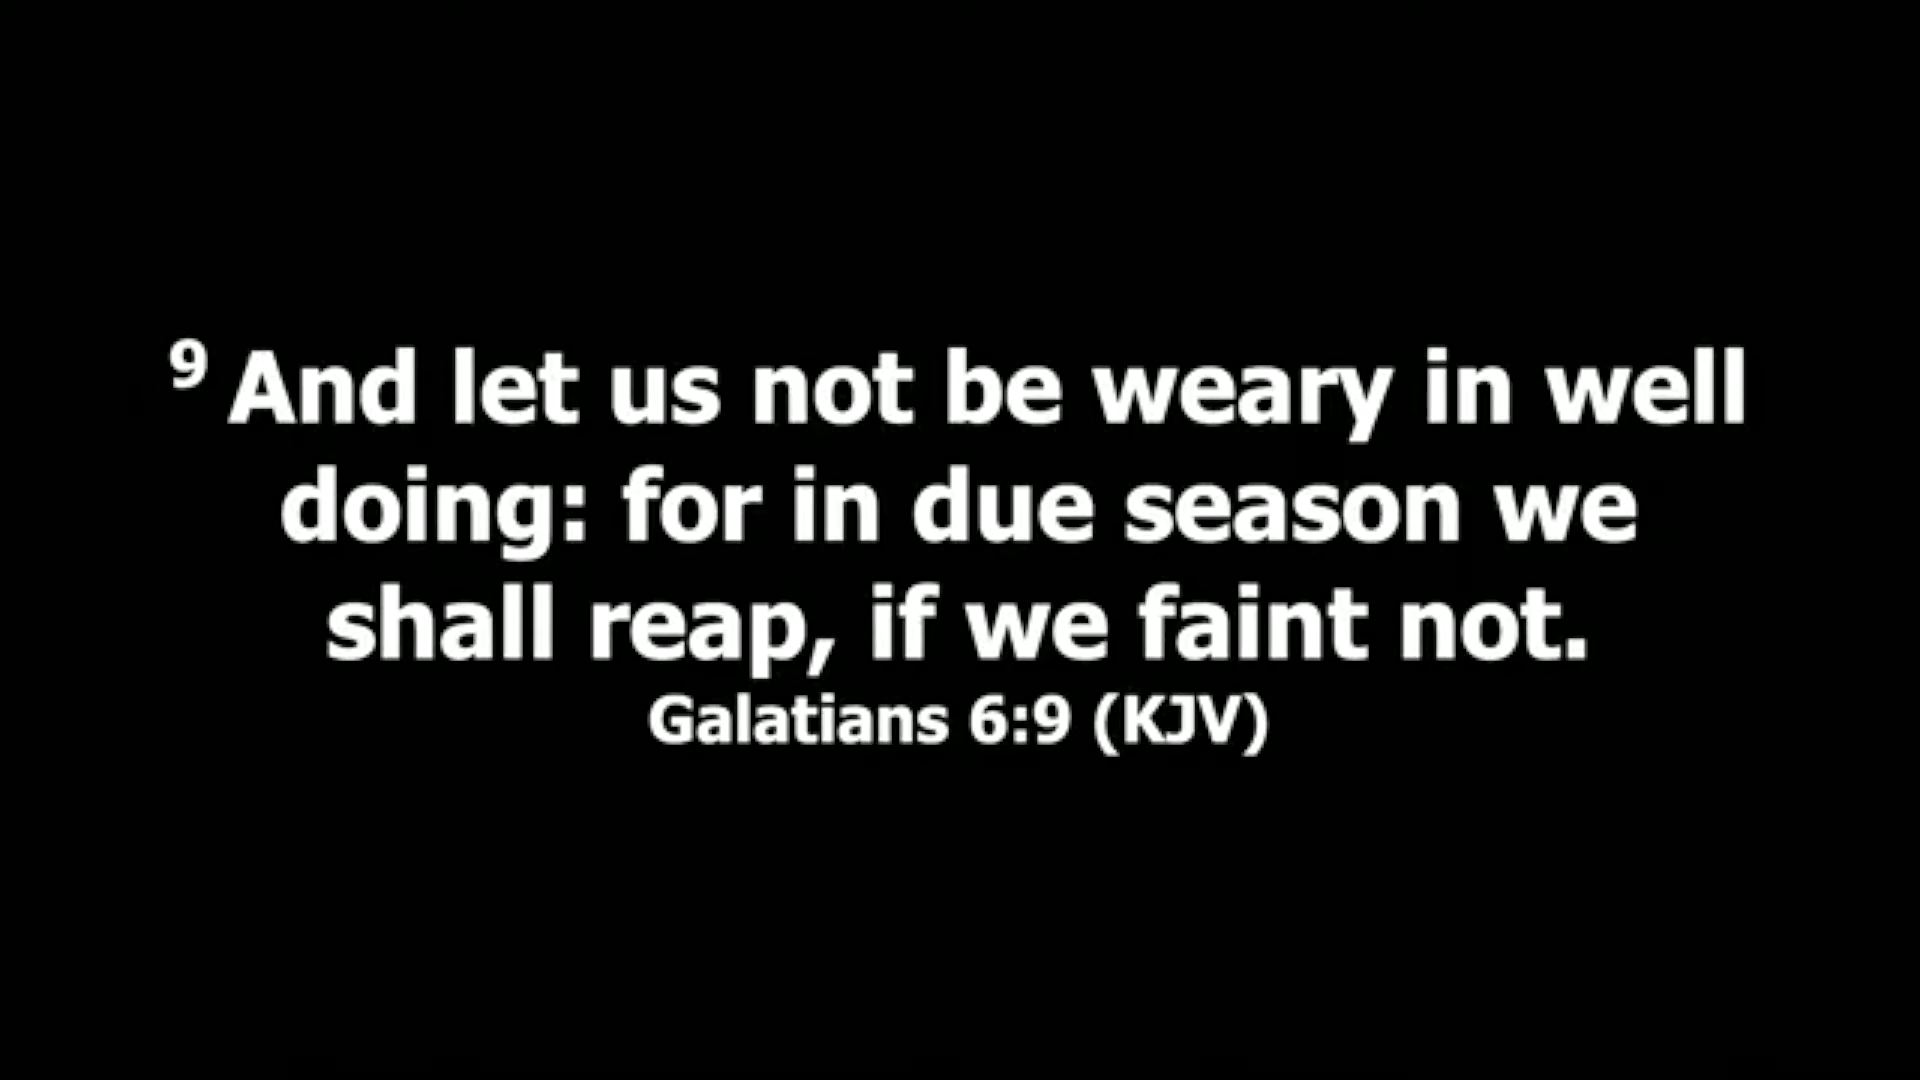 9 And let us not be weary in well
doing: for in due season we
shall reap, if we faint not.
Galatians 6:9 (KJV)